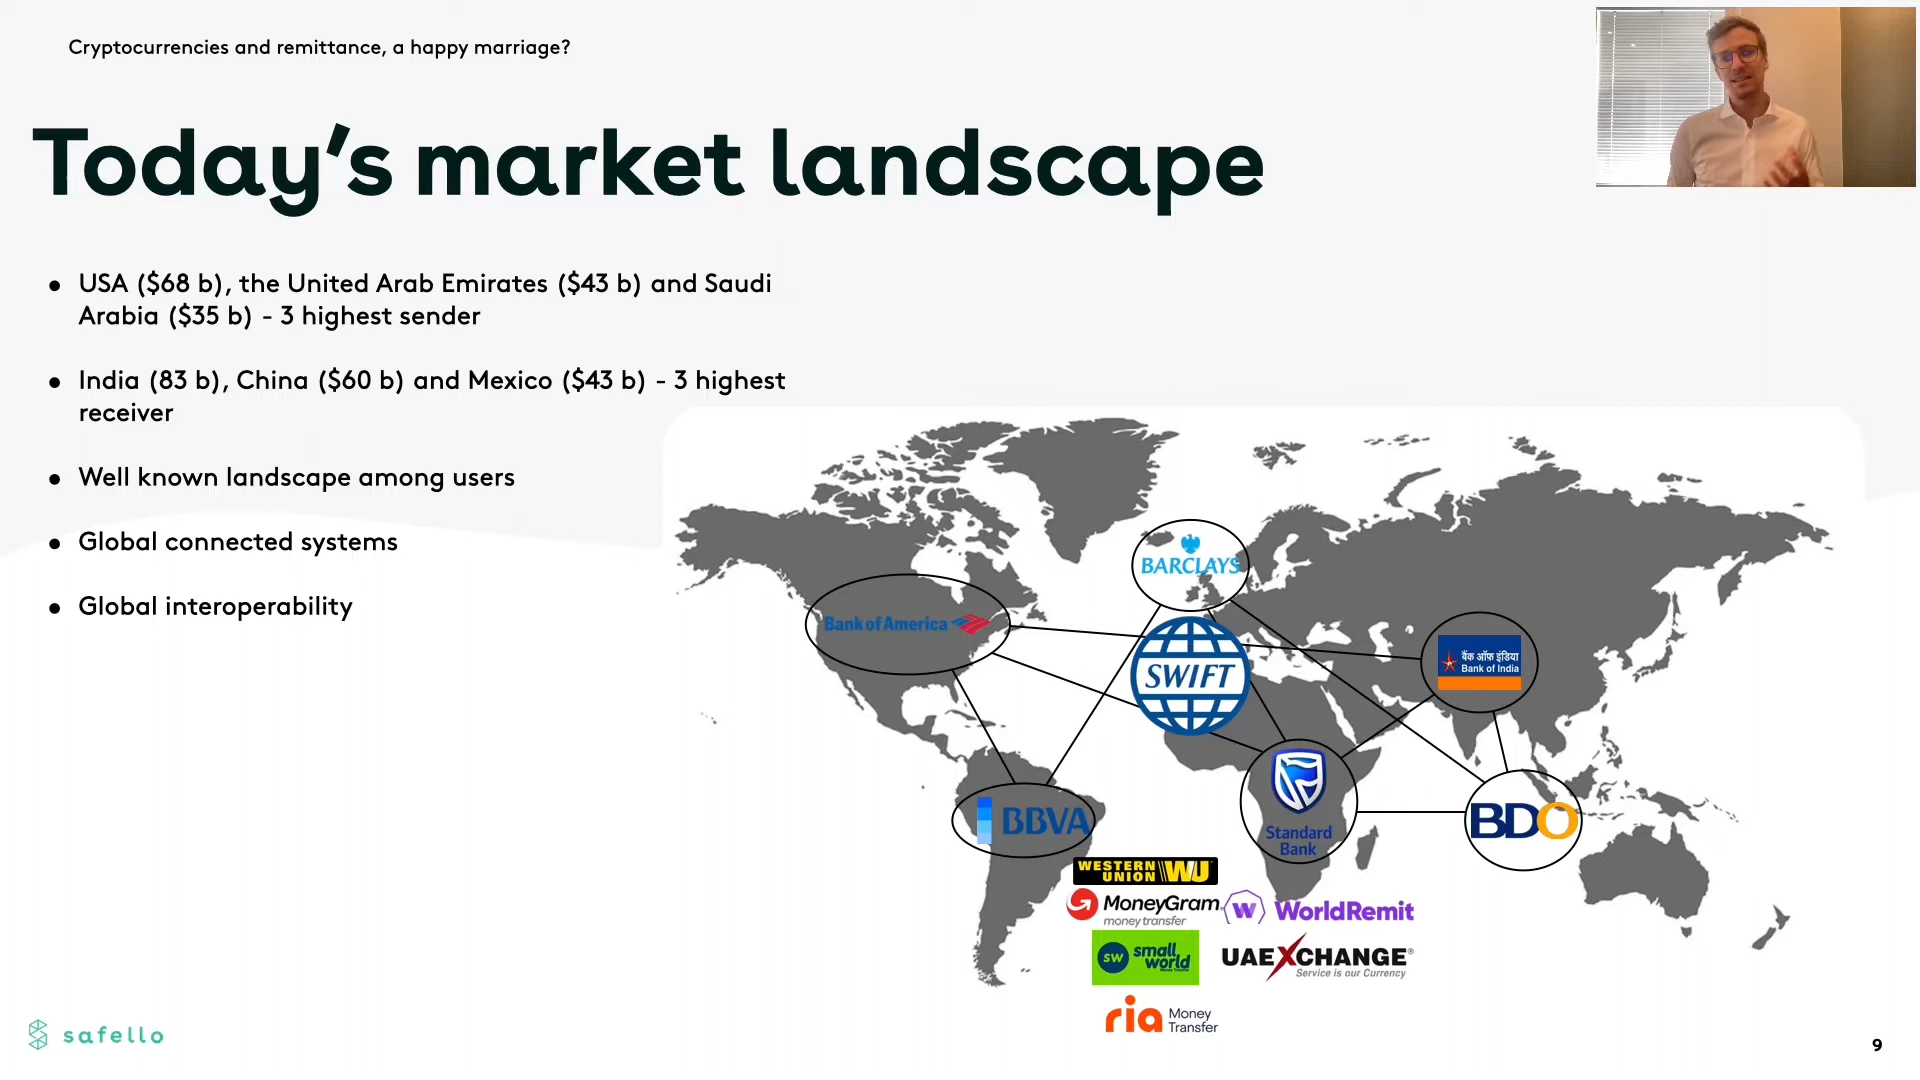 Cryptocurrencies and remittance, a happy marriage?
Today's market landscape
● USA ($68 b), the United Arab Emirates ($43 b) and Saudi
Arabia ($35 b) - 3 highest sender
● India (83 b), China ($60 b) and Mexico ($43 b) - 3 highest
receiver
● Well known landscape among users
● Global connected systems
● Global interoperability
BARCLAYS
Bank of America
SWIFT
बैंक ऑफ़ इंडिया
Bank of India
BBVA
Standard
Bank
BDO
WESTERN
UNION WU
MoneyGram
money transfer
W WorldRemit
sw small
world
Money Transfer
UAEXCHANGE®
Service is our Currency
ria Money
Transfer
safello
9